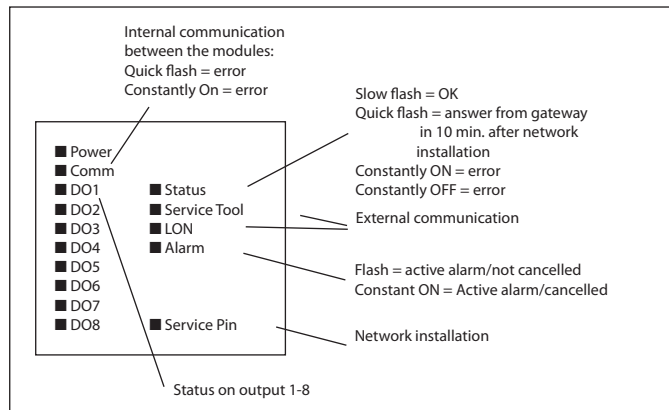 Internal communication
between the modules:
Quick flash = error
Constantly On = error
Slow flash = OK
Quick flash = answer from gateway
in 10 min. after network
installation
Constantly ON = error
Constantly OFF = error
Power
Comm
DO1
DO2
DO3
DO4
DO5
DO6
DO7
DO8
Status
Service Tool
LON
Alarm
Service Pin
External communication
Flash = active alarm/not cancelled
Constant ON = Active alarm/cancelled
Network installation
Status on output 1-8